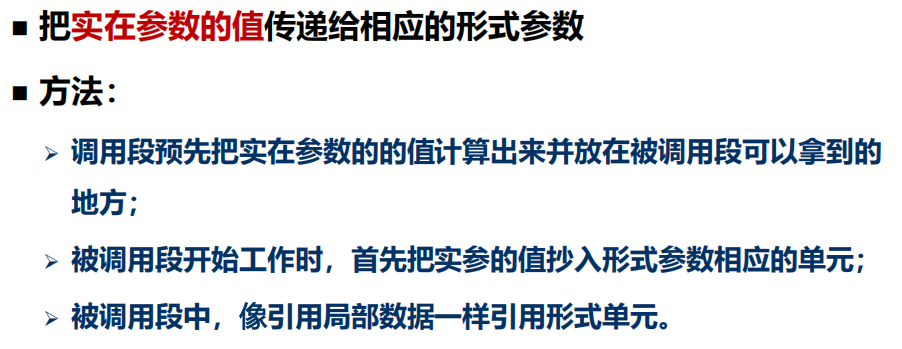 ■ 把实在参数的值传递给相应的形式参数
■ 方法：
➢ 调用段预先把实在参数的的值计算出来并放在被调用段可以拿到的
地方；
➢ 被调用段开始工作时，首先把实参的值抄入形式参数相应的单元；
➢ 被调用段中，像引用局部数据一样引用形式单元。